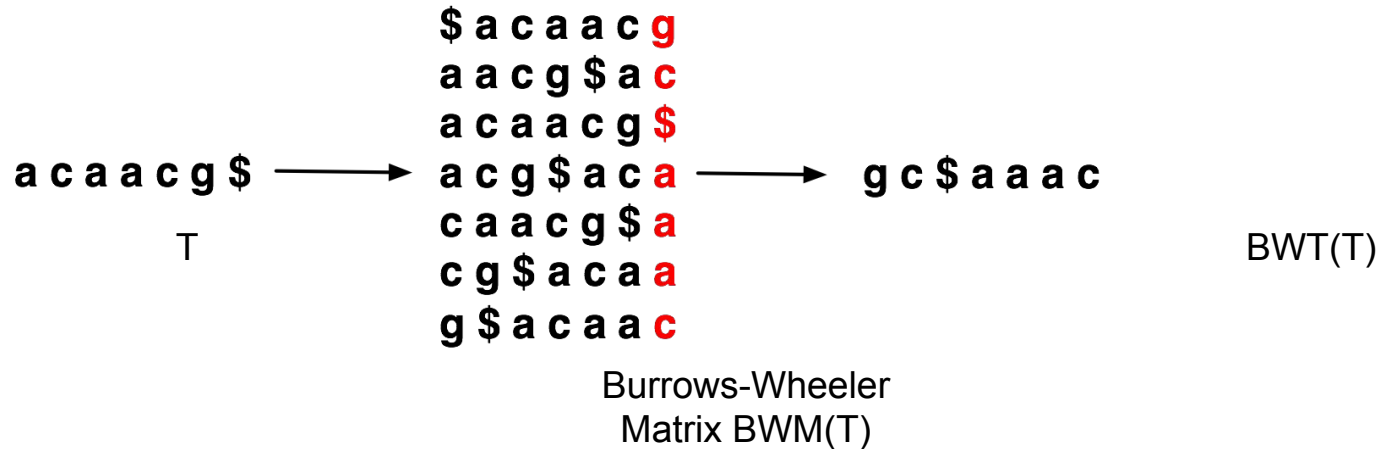 $ a c a a c g
a a c g $ a c
a c a a c g $
a c a a c g $
a c g $ a c a
g c $ a a a c
c a a c g $ a
T
BWT(T)
c g $ a c a a
g $ a c a a c
Burrows-Wheeler
Matrix BWM(T)